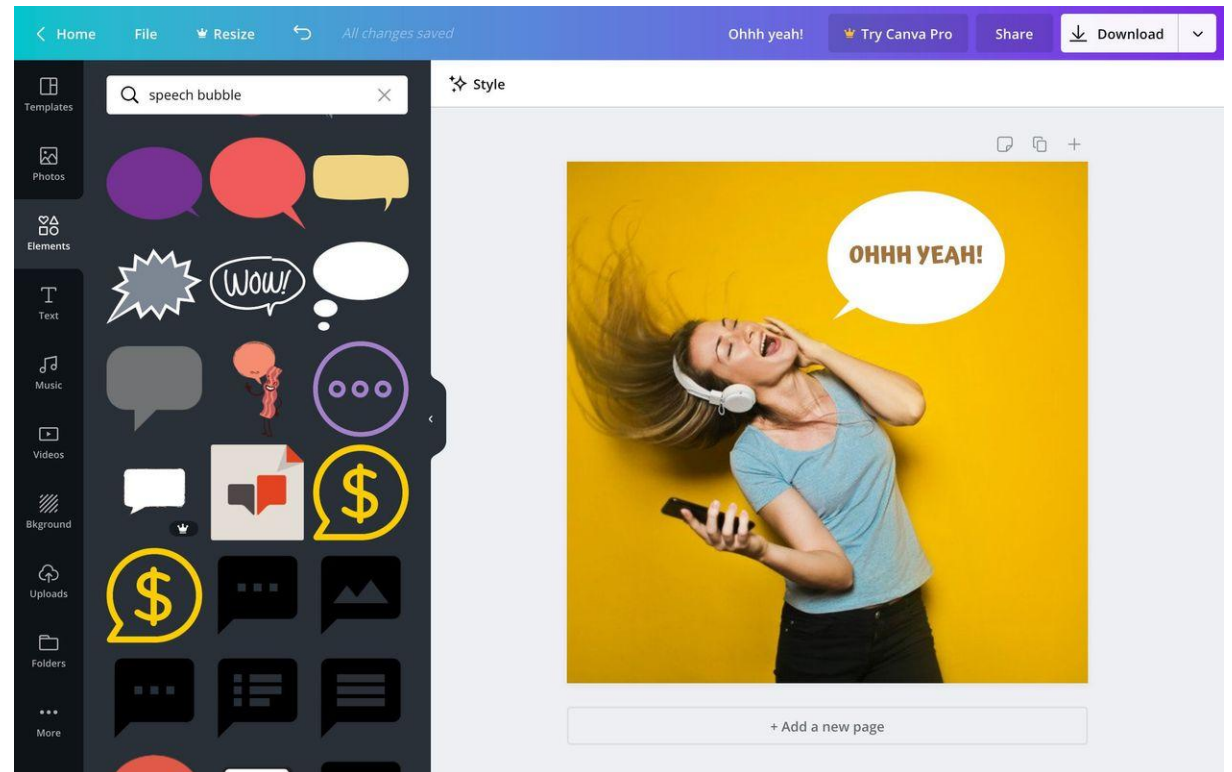 Home File Resize All changes saved Ohhh yeah! Try Canva Pro Share Download
Templates
Photos
Elements
Text
Music
Videos
Bkground
Uploads
Folders
More
speech bubble
WOW!
$
$
Style
OHHH YEAH!
+ Add a new page